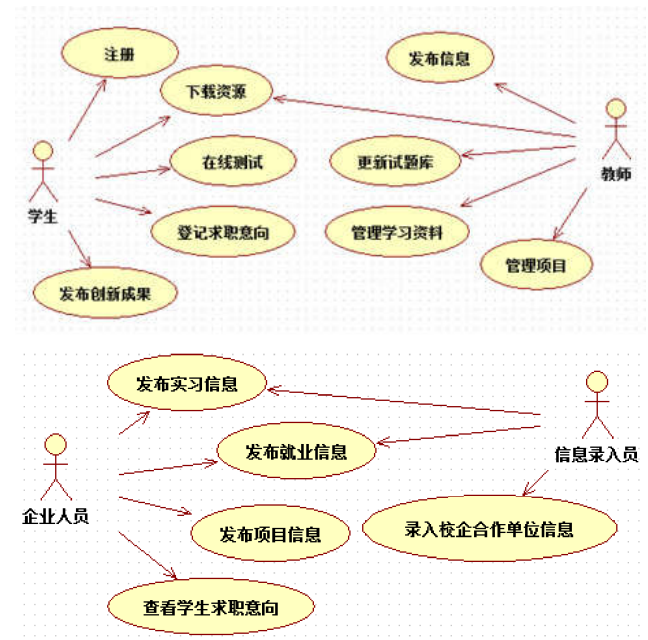 注册
发布信息
下载资源
在线测试
更新试题库
教师
学生
登记求职意向
管理学习资料
管理项目
发布创新成果
发布实习信息
发布就业信息
信息录入员
企业人员
发布项目信息
录入校企合作单位信息
查看学生求职意向